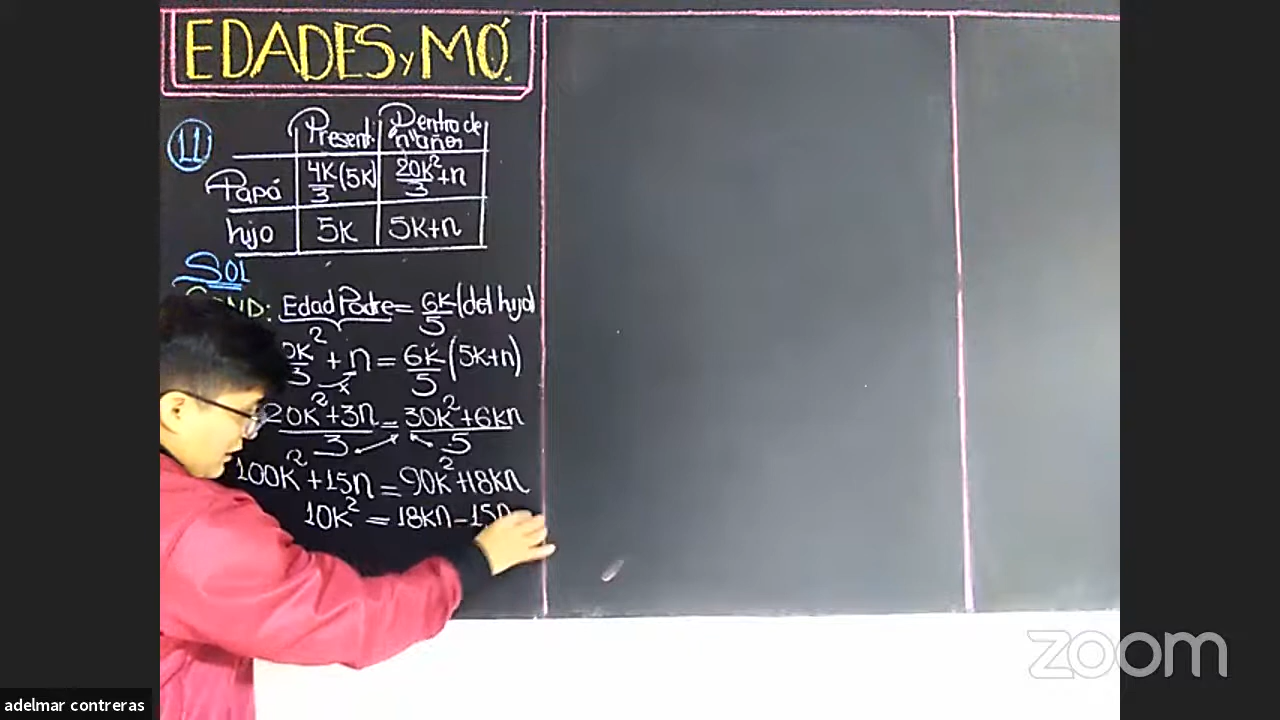 EDADES Y MÓ.
11
Present. Dentro de "n" años
Papá 4K/3 (5K) 20K²/3 +n
hijo 5K 5K+n
SOL
COND: Edad Padre = 6K/5 (del hijo)
0K²/3 + n = 6K/5 (5K+n)
20K²+3n/3 = 30K²+6kn/5
100K²+15n = 90K²+18kn
10K² = 18kn-15n
zoom
adelmar contreras